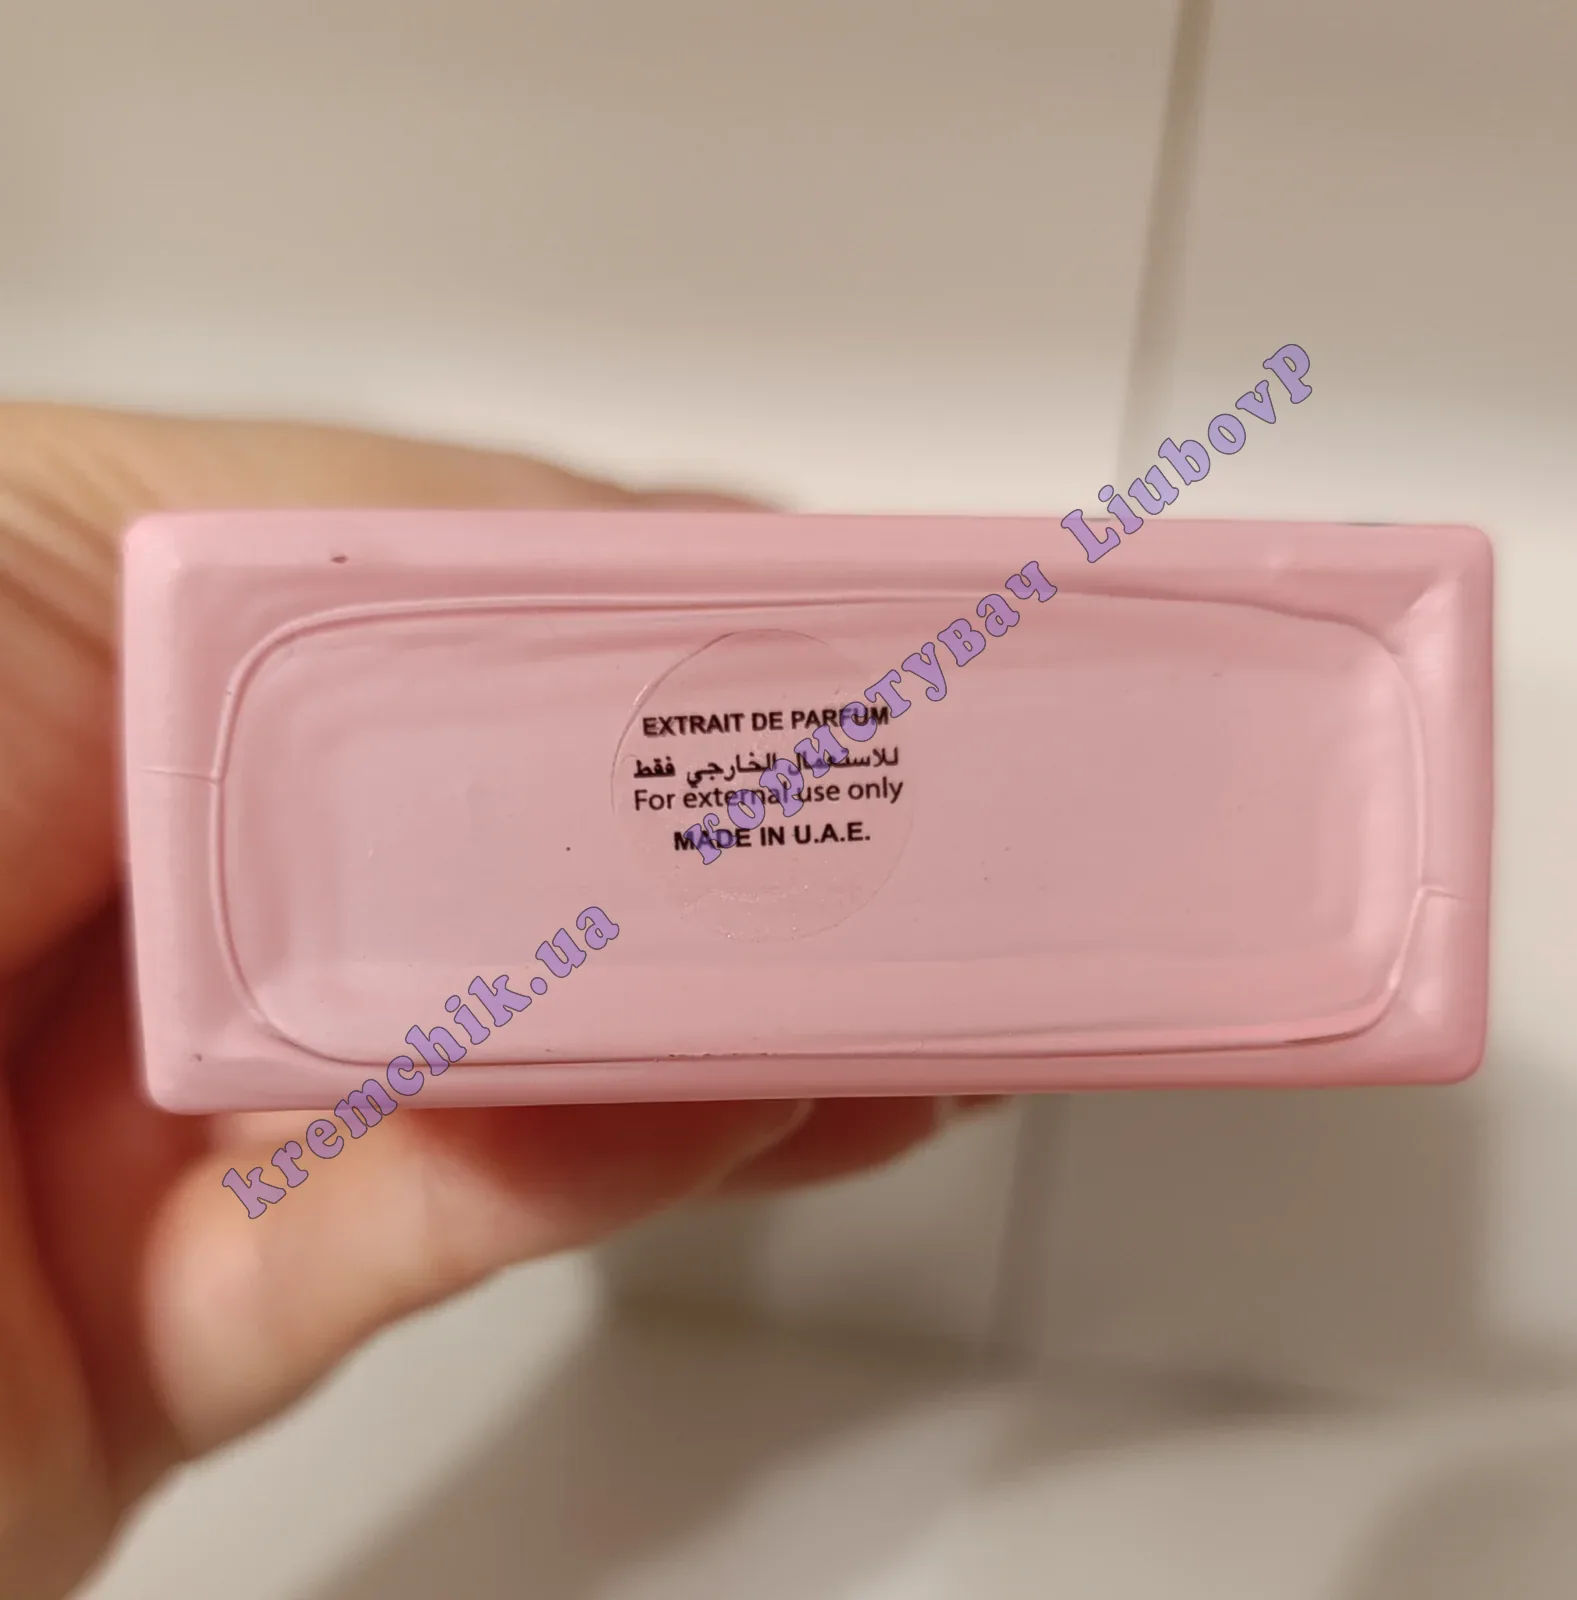 EXTRAIT DE PARFUM
للاستعمال الخارجي فقط
For external use only
MADE IN U.A.E.
kremchik.ua користувач LiubovP